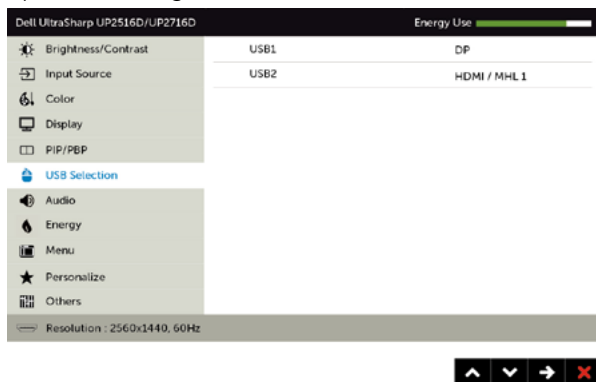 Dell UltraSharp UP2516D/UP2716D Energy Use
Brightness/Contrast USB1 DP
Input Source USB2 HDMI / MHL 1
Color
Display
PIP/PBP
USB Selection
Audio
Energy
Menu
Personalize
Others
Resolution : 2560x1440, 60Hz